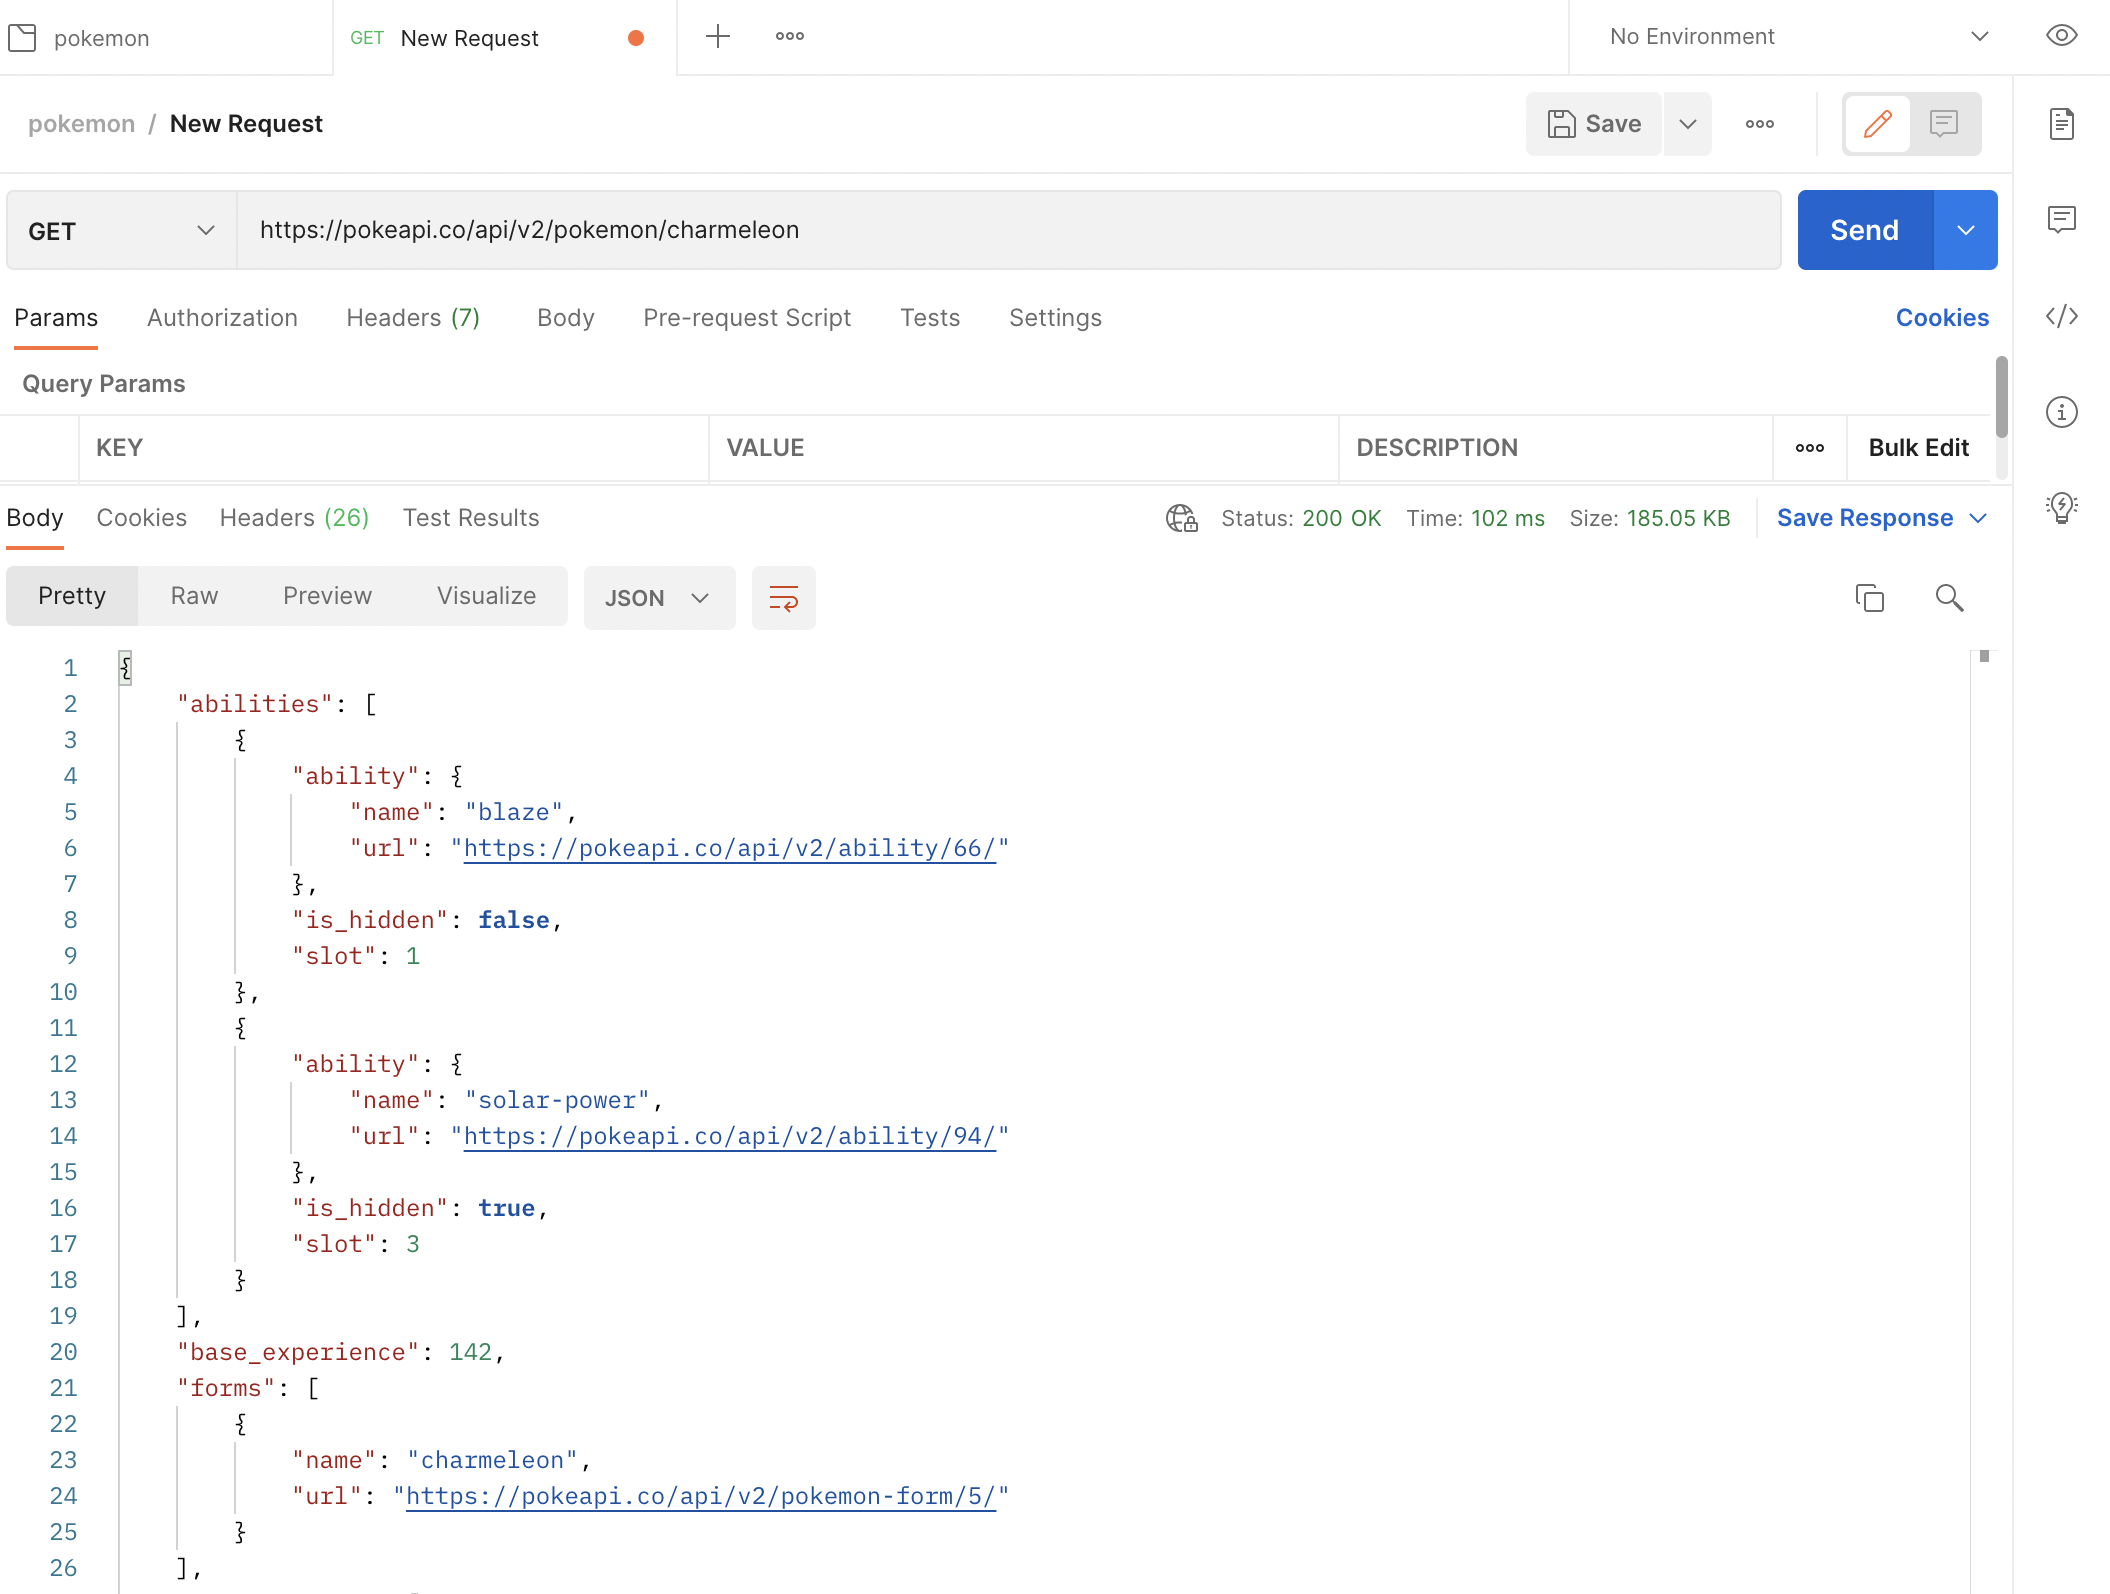 pokemon
GET New Request
No Environment
pokemon / New Request
Save
GET
https://pokeapi.co/api/v2/pokemon/charmeleon
Send
Params Authorization Headers (7) Body Pre-request Script Tests Settings Cookies
Query Params
KEY VALUE DESCRIPTION Bulk Edit
Body Cookies Headers (26) Test Results Status: 200 OK Time: 102 ms Size: 185.05 KB Save Response
Pretty Raw Preview Visualize JSON
1 {
2 "abilities": [
3 {
4 "ability": {
5 "name": "blaze",
6 "url": "https://pokeapi.co/api/v2/ability/66/"
7 },
8 "is_hidden": false,
9 "slot": 1
10 },
11 {
12 "ability": {
13 "name": "solar-power",
14 "url": "https://pokeapi.co/api/v2/ability/94/"
15 },
16 "is_hidden": true,
17 "slot": 3
18 }
19 ],
20 "base_experience": 142,
21 "forms": [
22 {
23 "name": "charmeleon",
24 "url": "https://pokeapi.co/api/v2/pokemon-form/5/"
25 }
26 ],